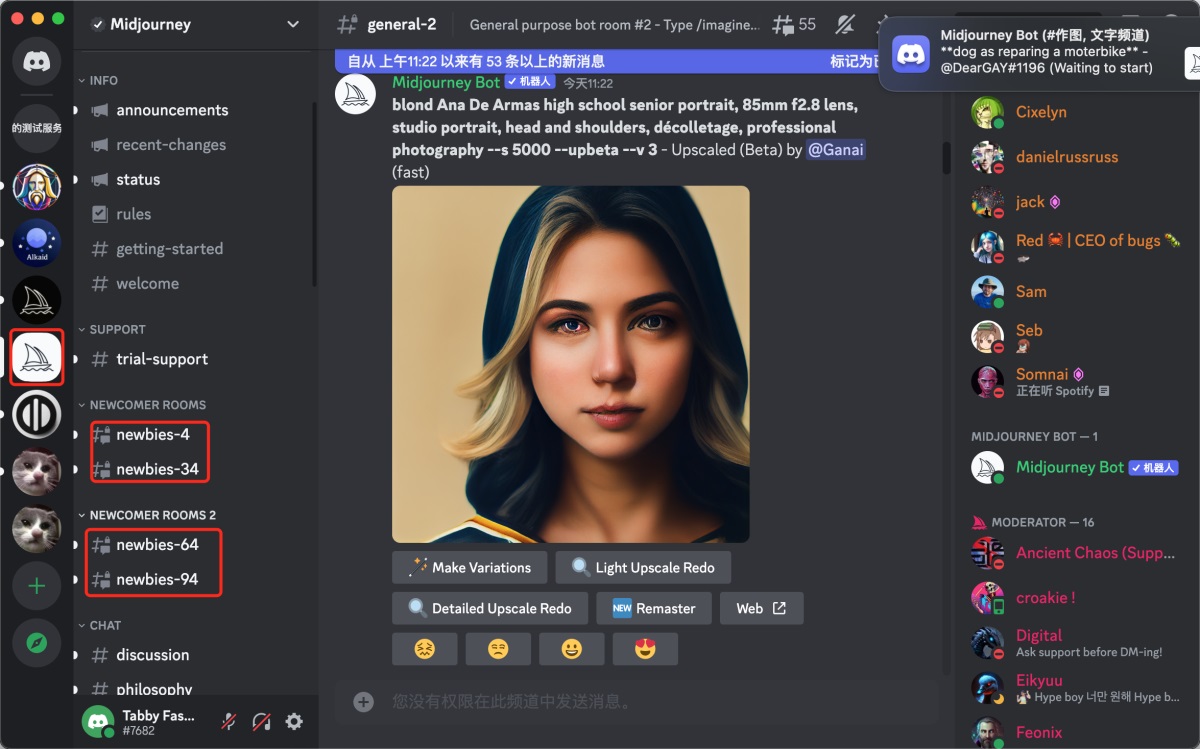 Midjourney
的测试服务
Alkaid
INFO
announcements
recent-changes
status
rules
getting-started
welcome
SUPPORT
trial-support
NEWCOMER ROOMS
newbies-4
newbies-34
NEWCOMER ROOMS 2
newbies-64
newbies-94
CHAT
discussion
philosophy
Tabby Fas...
#7682
general-2
General purpose bot room #2 - Type /imagine...
55
自从 上午11:22 以来有 53 条以上的新消息
标记为已
Midjourney Bot
机器人
今天11:22
blond Ana De Armas high school senior portrait, 85mm f2.8 lens,
studio portrait, head and shoulders, décolletage, professional
photography --s 5000 --upbeta --v 3 - Upscaled (Beta) by @Ganai
(fast)
Make Variations
Light Upscale Redo
Detailed Upscale Redo
NEW Remaster
Web
您没有权限在此频道中发送消息。
Midjourney Bot (#作图, 文字频道)
**dog as reparing a moterbike** -
@DearGAY#1196 (Waiting to start)
Cixelyn
danielrussruss
jack
Red | CEO of bugs
Sam
Seb
Somnai
正在听 Spotify
MIDJOURNEY BOT — 1
Midjourney Bot
机器人
MODERATOR — 16
Ancient Chaos (Supp...
croakie !
Digital
Ask support before DM-ing!
Eikyuu
Hype boy 너만 원해 Hype b...
Feonix